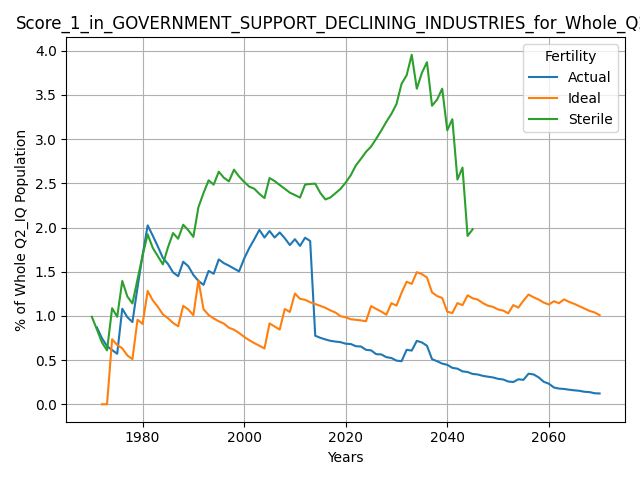 Score_1_in_GOVERNMENT_SUPPORT_DECLINING_INDUSTRIES_for_Whole_Q2
4.0
3.5
3.0
2.5
2.0
1.5
1.0
0.5
0.0
% of Whole Q2_IQ Population
Fertility
Actual
Ideal
Sterile
1980
2000
2020
2040
2060
Years